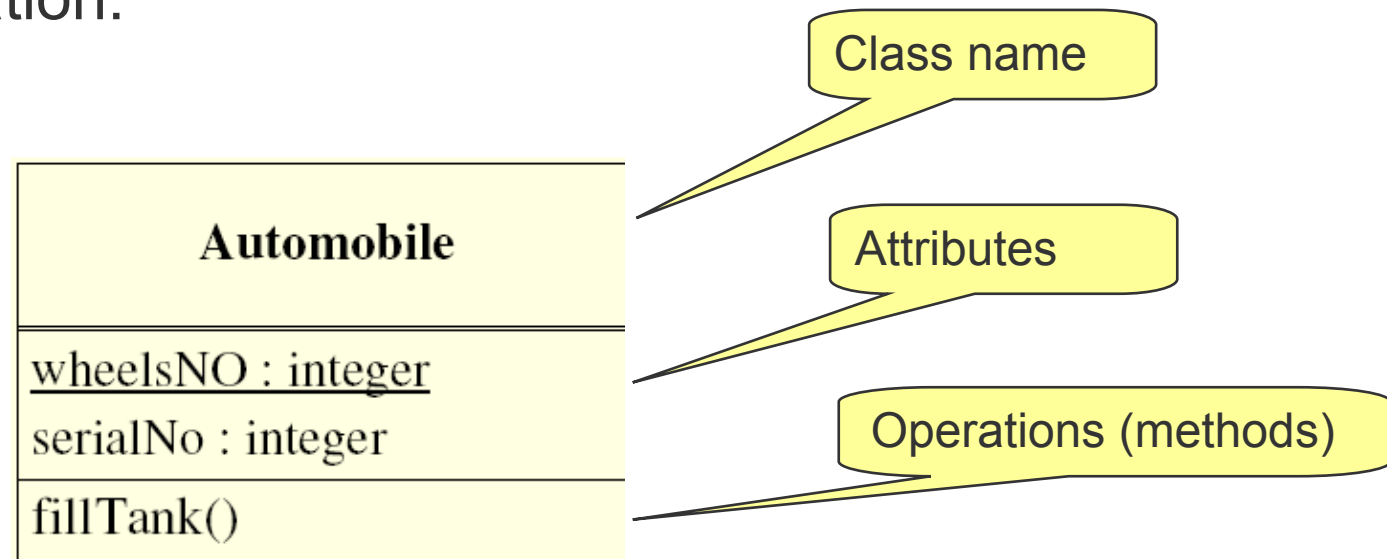 ation:
Class name
Automobile
Attributes
wheelsNO : integer
serialNo : integer
Operations (methods)
fillTank()